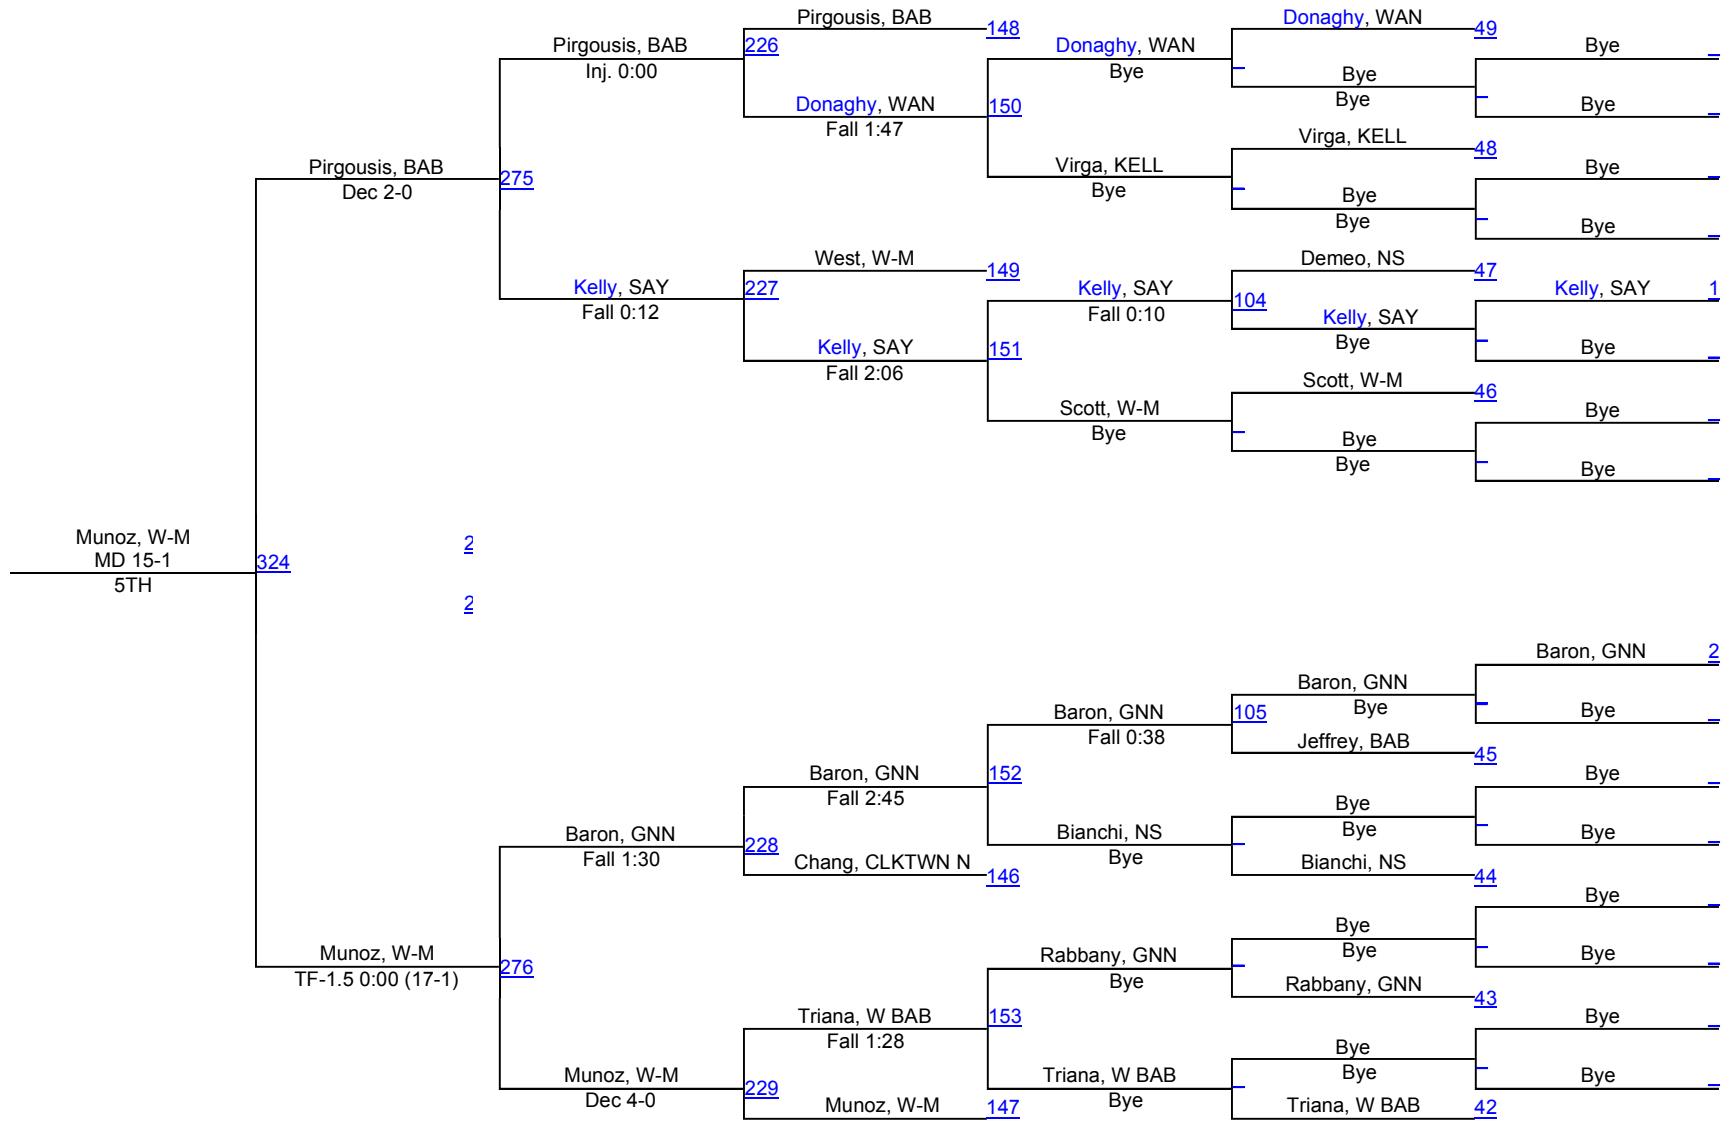 Pirgousis, BAB
148
Donaghy, WAN
49
Pirgousis, BAB
226
Donaghy, WAN
Bye
Inj. 0:00
Bye
Bye
Bye
Donaghy, WAN
150
Bye
Fall 1:47
Virga, KELL
48
Pirgousis, BAB
275
Virga, KELL
Bye
Dec 2-0
Bye
Bye
Bye
Bye
West, W-M
149
Demeo, NS
47
Kelly, SAY
227
Kelly, SAY
104
Kelly, SAY
1
Fall 0:12
Fall 0:10
Kelly, SAY
Kelly, SAY
151
Bye
Bye
Fall 2:06
Scott, W-M
46
Scott, W-M
Bye
Bye
Bye
Bye
Bye
Munoz, W-M
2
MD 15-1
324
5TH
2
Baron, GNN
2
Baron, GNN
Baron, GNN
105
Bye
Bye
Fall 0:38
Jeffrey, BAB
45
Baron, GNN
152
Bye
Fall 2:45
Bye
Baron, GNN
228
Bianchi, NS
Bye
Bye
Fall 1:30
Bye
Chang, CLKTWN N
146
Bianchi, NS
44
Bye
Bye
Munoz, W-M
276
Rabbany, GNN
Bye
Bye
TF-1.5 0:00 (17-1)
Bye
Rabbany, GNN
43
Triana, W BAB
153
Bye
Fall 1:28
Bye
Munoz, W-M
229
Triana, W BAB
Bye
Bye
Dec 4-0
Bye
Munoz, W-M
147
Triana, W BAB
42